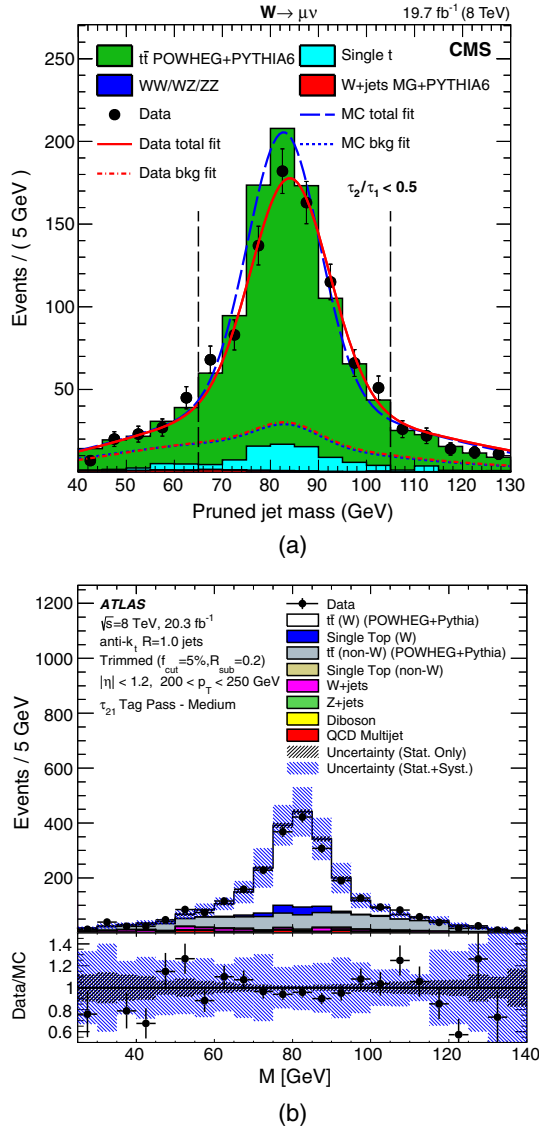 W→ μν 19.7 fb⁻¹ (8 TeV)
CMS
tt̄ POWHEG+PYTHIA6 Single t
WW/WZ/ZZ W+jets MG+PYTHIA6
Data MC total fit
Data total fit MC bkg fit
Data bkg fit
τ₂/τ₁ < 0.5
Events / ( 5 GeV )
250
200
150
100
50
40 50 60 70 80 90 100 110 120 130
Pruned jet mass (GeV)
(a)
ATLAS
√s=8 TeV, 20.3 fb⁻¹
anti-kₜ R=1.0 jets
Trimmed (f_cut=5%,R_sub=0.2)
|η| < 1.2, 200 < p_T < 250 GeV
τ₂₁ Tag Pass - Medium
Data
tt̄ (W) (POWHEG+Pythia)
Single Top (W)
tt̄ (non-W) (POWHEG+Pythia)
Single Top (non-W)
W+jets
Z+jets
Diboson
QCD Multijet
Uncertainty (Stat. Only)
Uncertainty (Stat.+Syst.)
Events / 5 GeV
1200
1000
800
600
400
200
Data/MC
1.4
1.2
1
0.8
0.6
40 60 80 100 120 140
M [GeV]
(b)